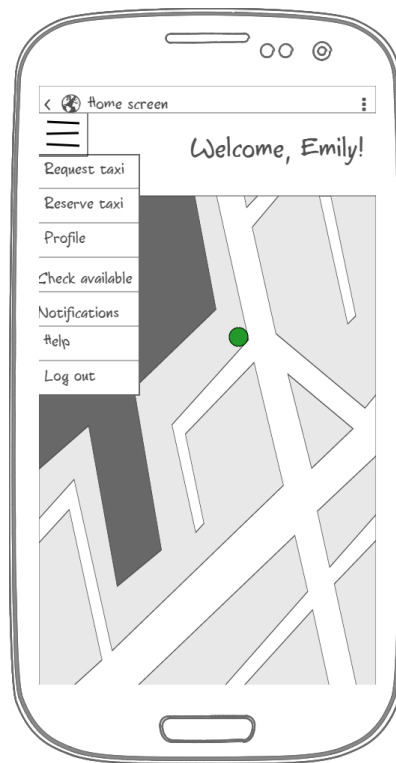 Home screen
Welcome, Emily!
Request taxi
Reserve taxi
Profile
Check available
Notifications
Help
Log out